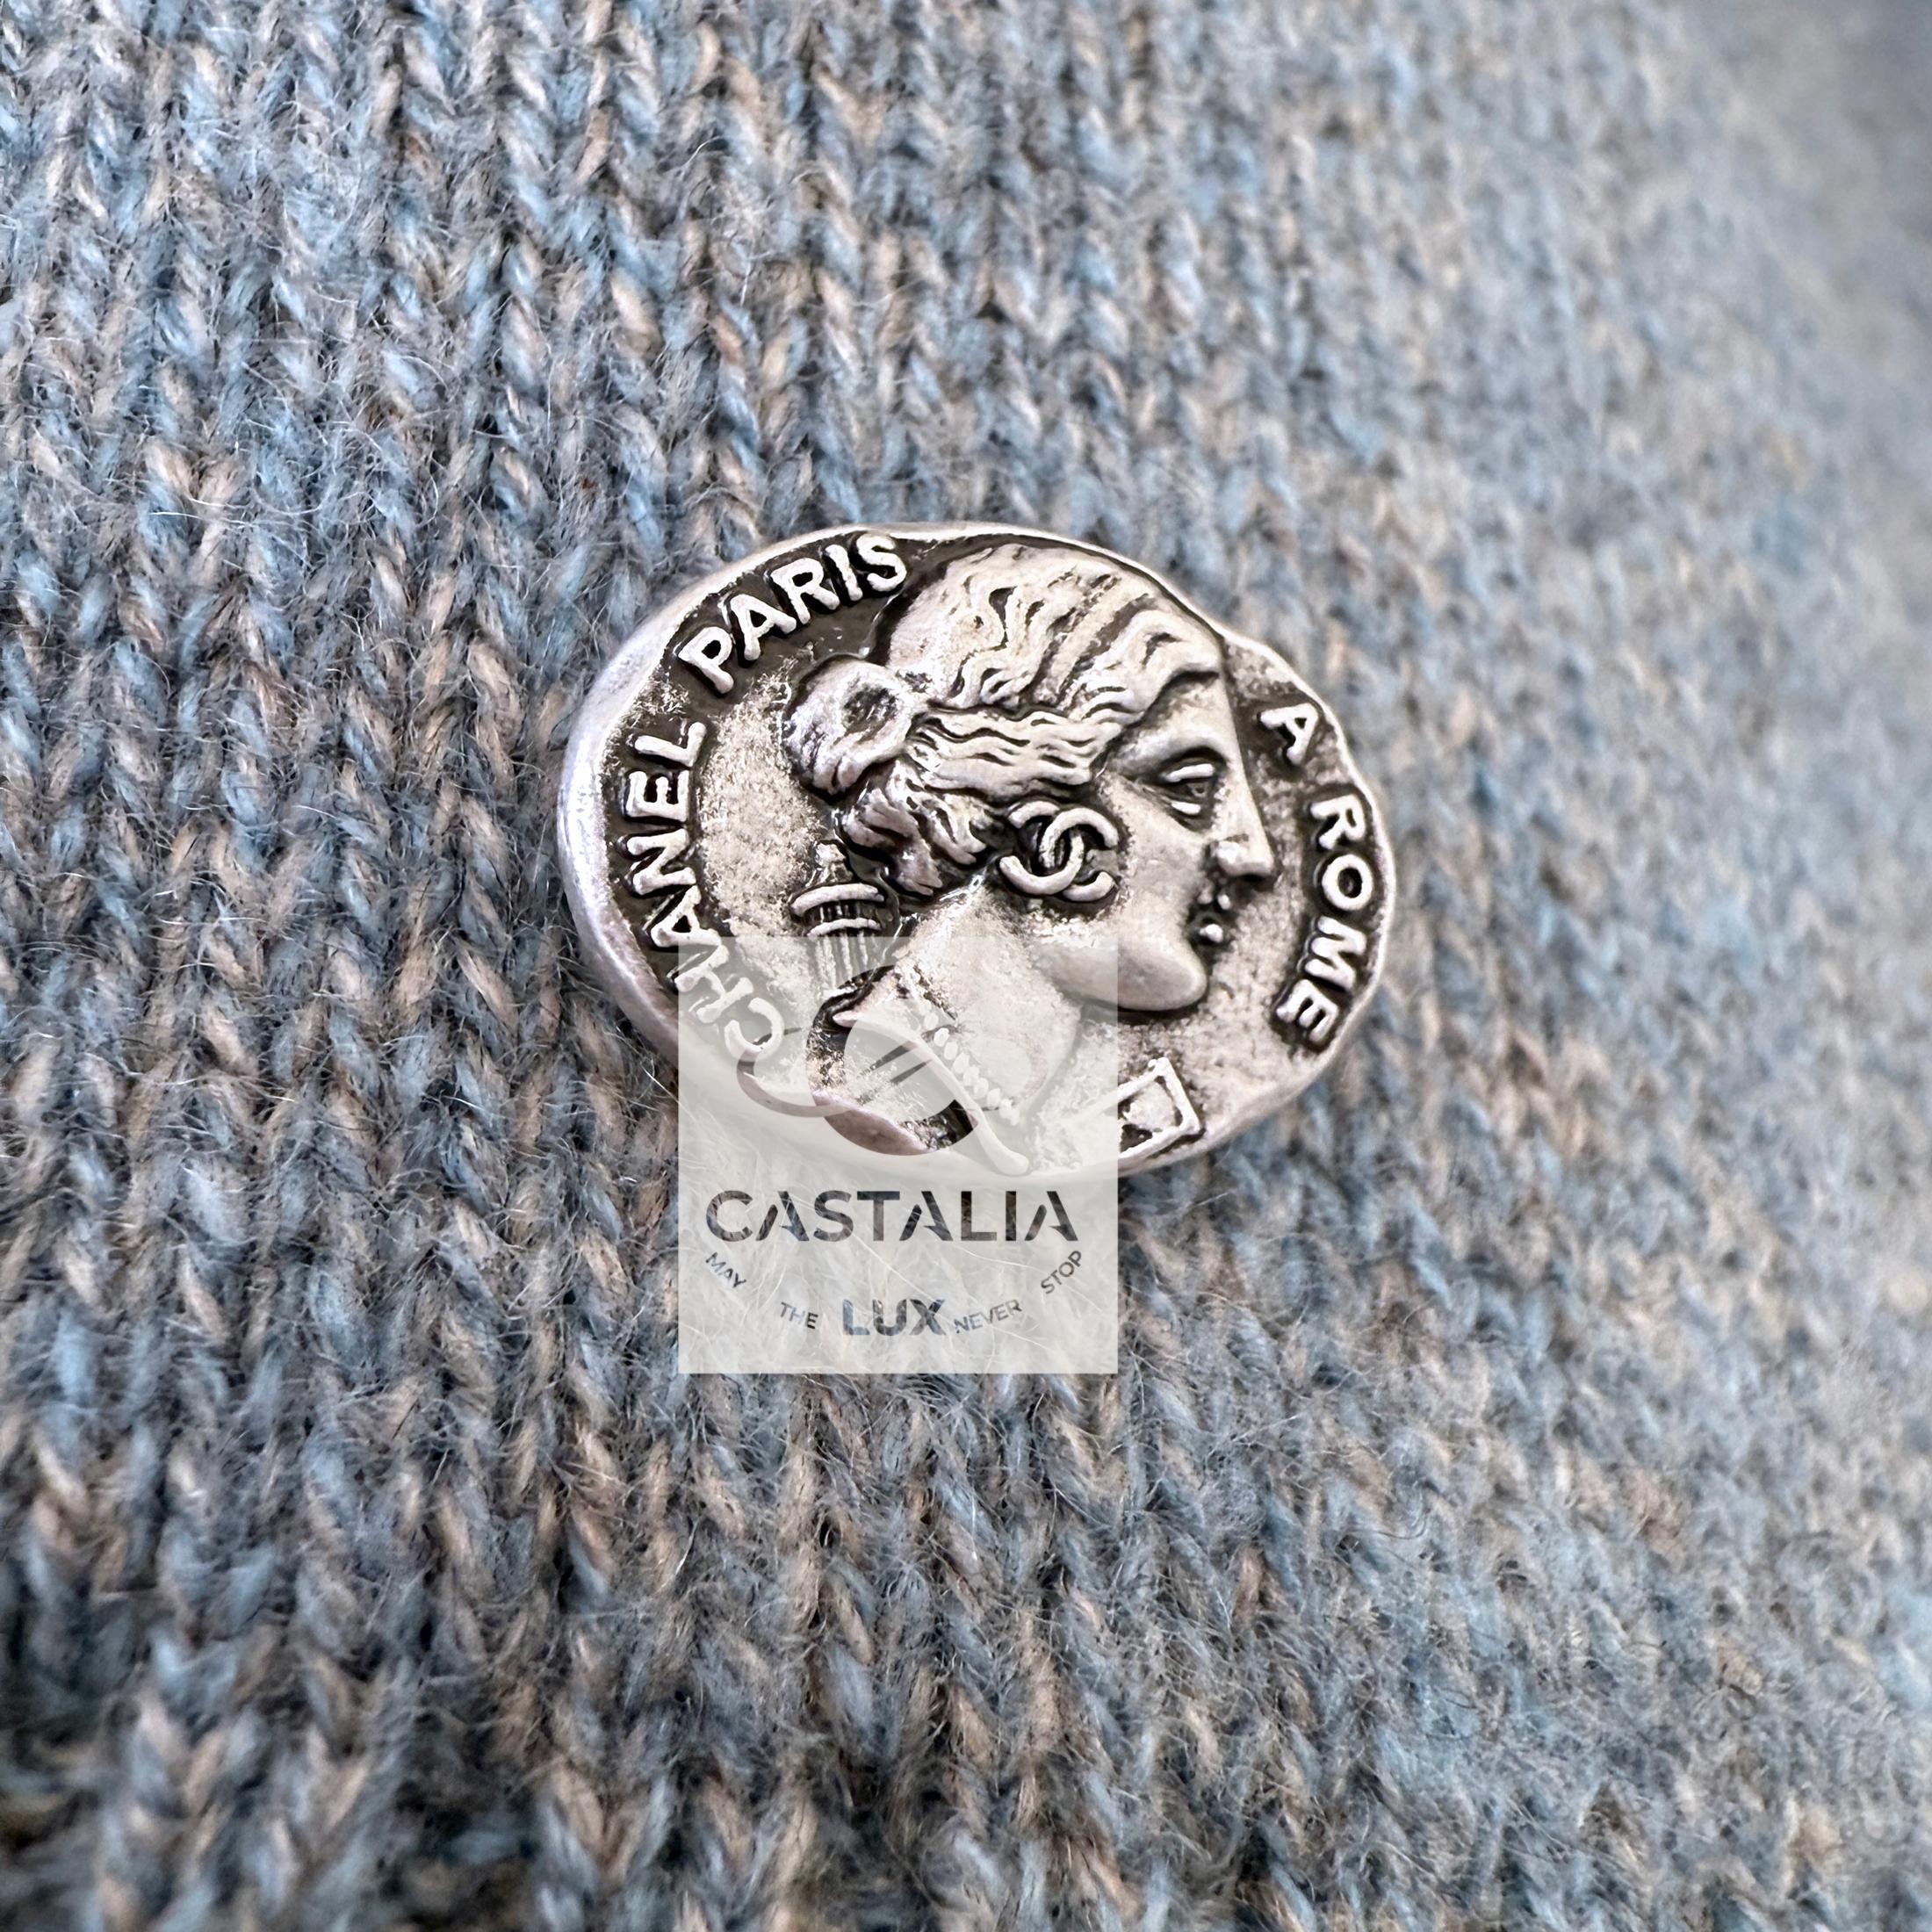 CHANEL PARIS
A ROME
CASTALIA
MAY THE LUX NEVER STOP